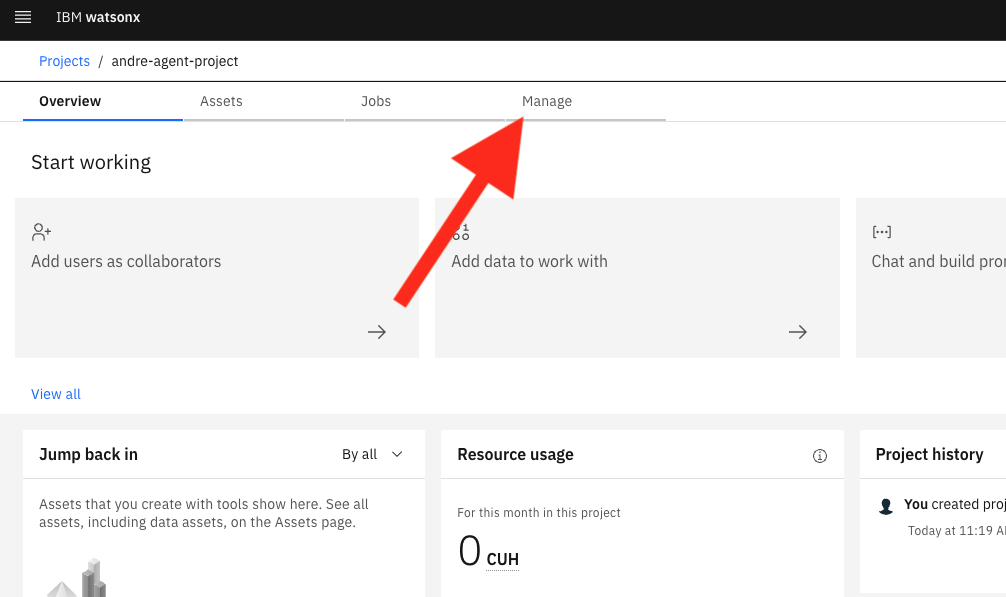 IBM watsonx
Projects / andre-agent-project
Overview Assets Jobs Manage
Start working
Add users as collaborators
Add data to work with
Chat and build
View all
Jump back in By all
Resource usage
Project history
Assets that you create with tools show here. See all
assets, including data assets, on the Assets page.
For this month in this project
0 CUH
You created
Today at 11:19